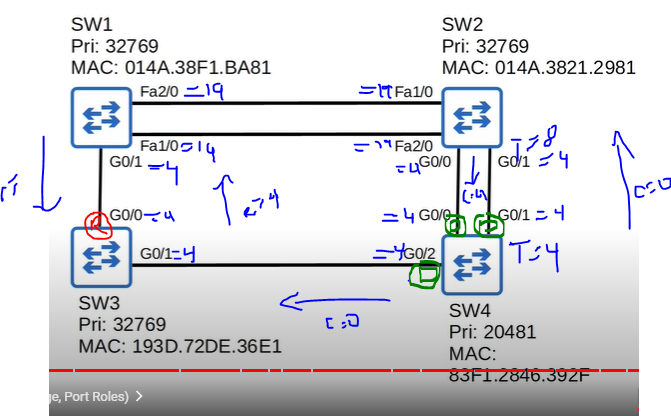 SW1
Pri: 32769
MAC: 014A.38F1.BA81
SW2
Pri: 32769
MAC: 014A.3821.2981
Fa2/0 =19
=19 Fa1/0
Fa1/0 =19
Fa2/0
G0/1 =4
=4 G0/0
G0/1 =4
T=8
C=0
G0/0 =4
=4 G0/0
G0/1 =4
G0/1 =4
=4 G0/2
T=4
C=0
SW3
Pri: 32769
MAC: 193D.72DE.36E1
SW4
Pri: 20481
MAC:
83F1.2846.392F
ge, Port Roles)